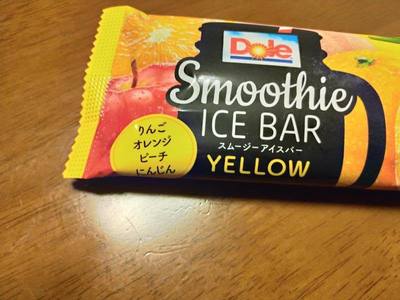 Dole
Smoothie
ICE BAR
スムージーアイスバー
YELLOW
りんご
オレンジ
ピーチ
にんじん